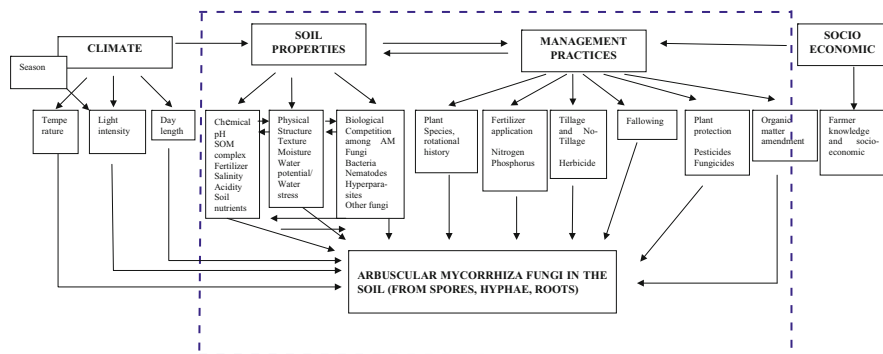 CLIMATE
Season
SOIL
PROPERTIES
MANAGEMENT
PRACTICES
SOCIO
ECONOMIC
Tempe
rature
Light
intensity
Day
length
Chemical
pH
SOM
complex
Fertilizer
Salinity
Acidity
Soil
nutrients
Physical
Structure
Texture
Moisture
Water
potential/
Water
stress
Biological
Competition
among AM
Fungi
Bacteria
Nematodes
Hyperpara-
sites
Other fungi
Plant
Species,
rotational
history
Fertilizer
application
Nitrogen
Phosphorus
Tillage
and No-
Tillage
Herbicide
Fallowing
Plant
protection
Pesticides
Fungicides
Organic
matter
amendment
Farmer
knowledge
and socio-
economic
ARBUSCULAR MYCORRHIZA FUNGI IN THE
SOIL (FROM SPORES, HYPHAE, ROOTS)